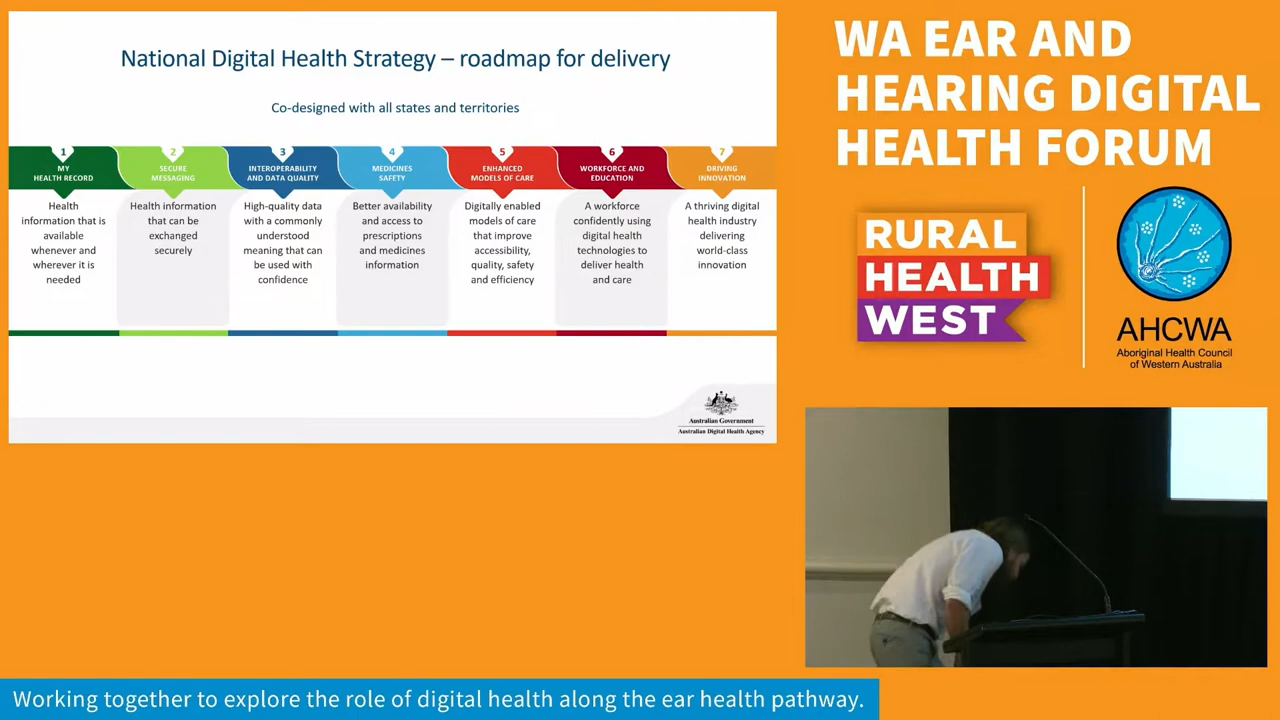 National Digital Health Strategy – roadmap for delivery
Co-designed with all states and territories
1
MY
HEALTH RECORD
Health
information that is
available
whenever and
wherever it is
needed
2
SECURE
MESSAGING
Health information
that can be
exchanged
securely
3
INTEROPERABILITY
AND DATA QUALITY
High-quality data
with a commonly
understood
meaning that can
be used with
confidence
4
MEDICINES
SAFETY
Better availability
and access to
prescriptions
and medicines
information
5
ENHANCED
MODELS OF CARE
Digitally enabled
models of care
that improve
accessibility,
quality, safety
and efficiency
6
WORKFORCE AND
EDUCATION
A workforce
confidently using
digital health
technologies to
deliver health
and care
7
DRIVING
INNOVATION
A thriving digital
health industry
delivering
world-class
innovation
Australian Government
Australian Digital Health Agency
WA EAR AND
HEARING DIGITAL
HEALTH FORUM
RURAL
HEALTH
WEST
AHCWA
Aboriginal Health Council
of Western Australia
Working together to explore the role of digital health along the ear health pathway.